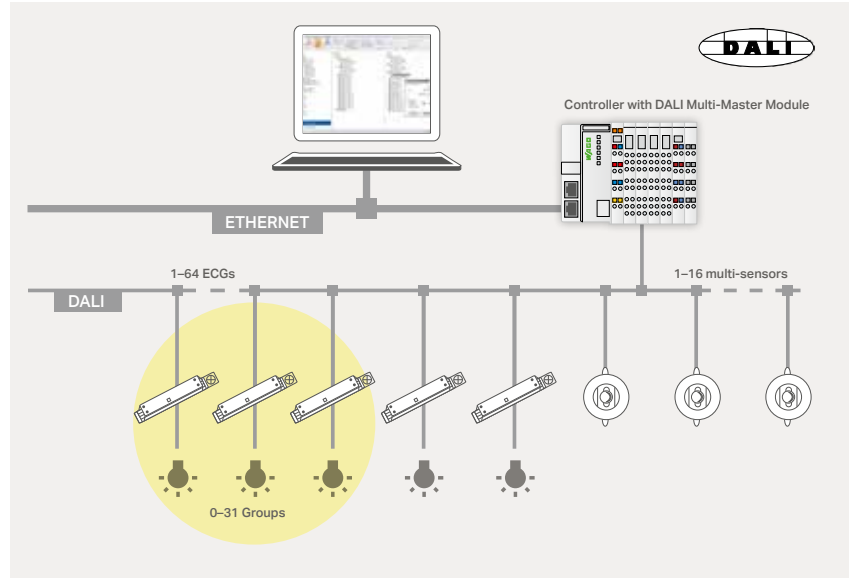 DALI
Controller with DALI Multi-Master Module
ETHERNET
1–64 ECGs
1–16 multi-sensors
DALI
0–31 Groups